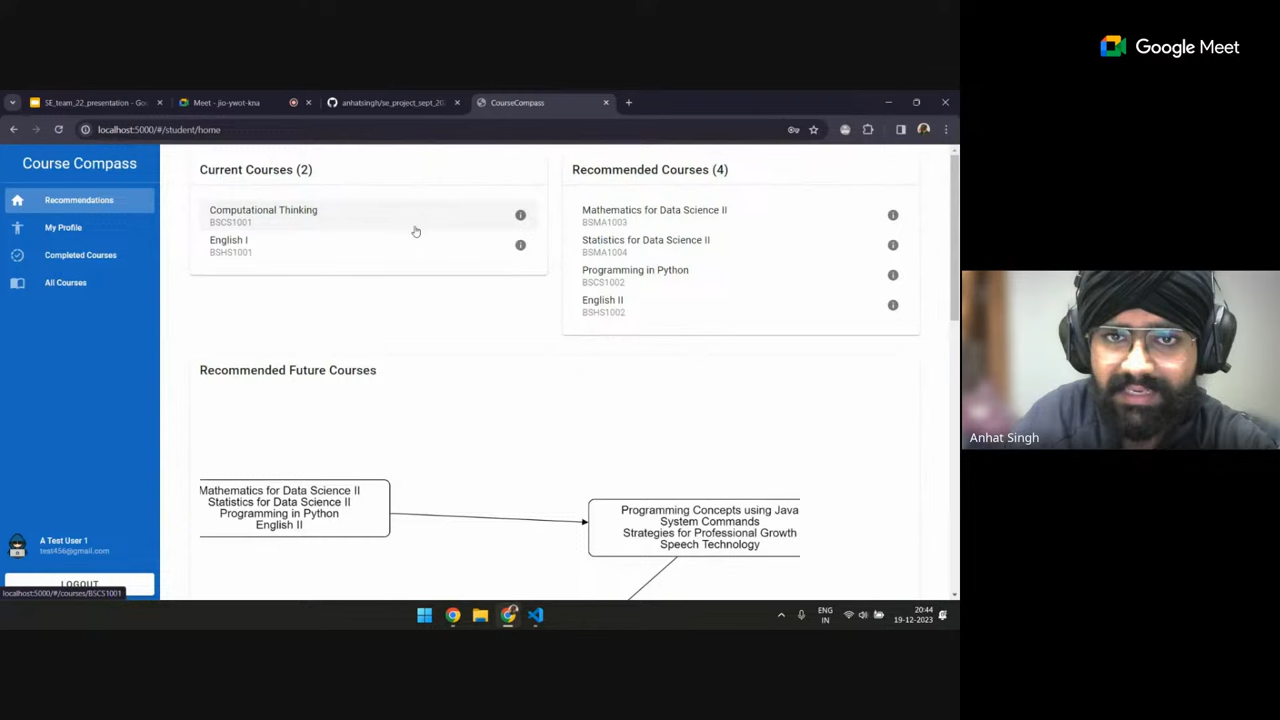 Google Meet
SE_team_22_presentation - Go
Meet - jio-ywot-kna
anhatsingh/se_project_sept_202
CourseCompass
localhost:5000/#/student/home
Course Compass
Recommendations
My Profile
Completed Courses
All Courses
A Test User 1
test456@gmail.com
LOGOUT
localhost:5000/#/courses/BSCS1001
Current Courses (2)
Computational Thinking
BSCS1001
English I
BSHS1001
Recommended Courses (4)
Mathematics for Data Science II
BSMA1003
Statistics for Data Science II
BSMA1004
Programming in Python
BSCS1002
English II
BSHS1002
Recommended Future Courses
Mathematics for Data Science II
Statistics for Data Science II
Programming in Python
English II
Programming Concepts using Java
System Commands
Strategies for Professional Growth
Speech Technology
ENG
IN
20:44
19-12-2023
Anhat Singh